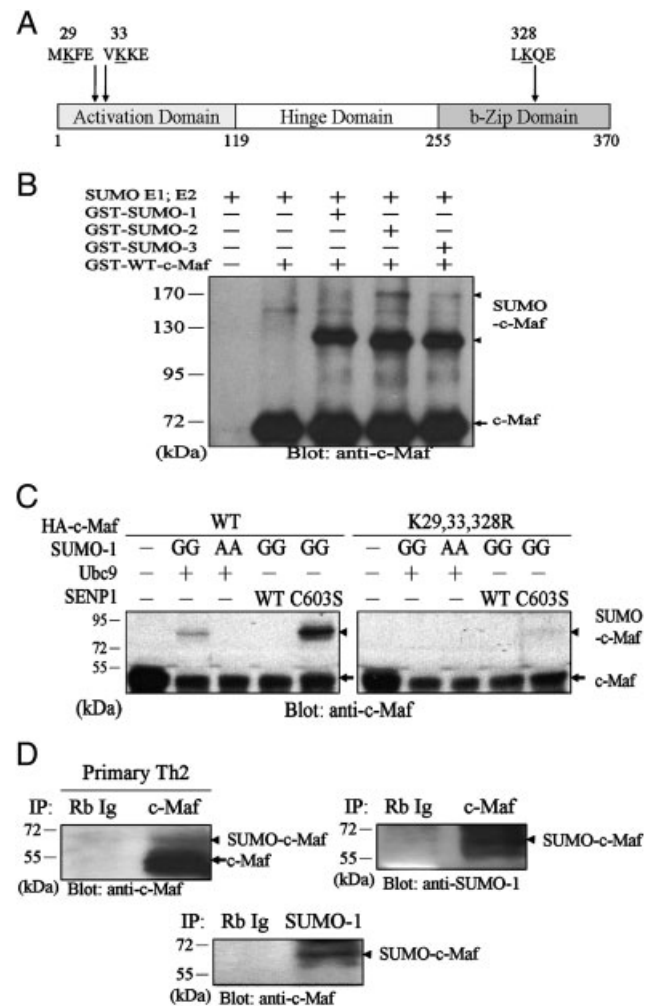 A
29 33 328
MKFE VKKE LKQE
Activation Domain Hinge Domain b-Zip Domain
1 119 255 370
B
SUMO E1; E2 + + + + +
GST-SUMO-1 – – + – –
GST-SUMO-2 – – – + –
GST-SUMO-3 – – – – +
GST-WT-c-Maf – + + + +
170
SUMO
-c-Maf
130
95
72
c-Maf
(kDa)
Blot: anti-c-Maf
C
HA-c-Maf WT K29,33,328R
SUMO-1 – GG AA GG GG – GG AA GG GG
Ubc9 – + + – – – + + – –
SENP1 – – – WT C603S – – – WT C603S
95
72
55
SUMO
-c-Maf
c-Maf
(kDa)
Blot: anti-c-Maf
D
Primary Th2
IP: Rb Ig c-Maf
72
55
SUMO-c-Maf
c-Maf
(kDa)
Blot: anti-c-Maf
IP: Rb Ig c-Maf
72
55
SUMO-c-Maf
(kDa)
Blot: anti-SUMO-1
IP: Rb Ig SUMO-1
72
55
SUMO-c-Maf
(kDa)
Blot: anti-c-Maf